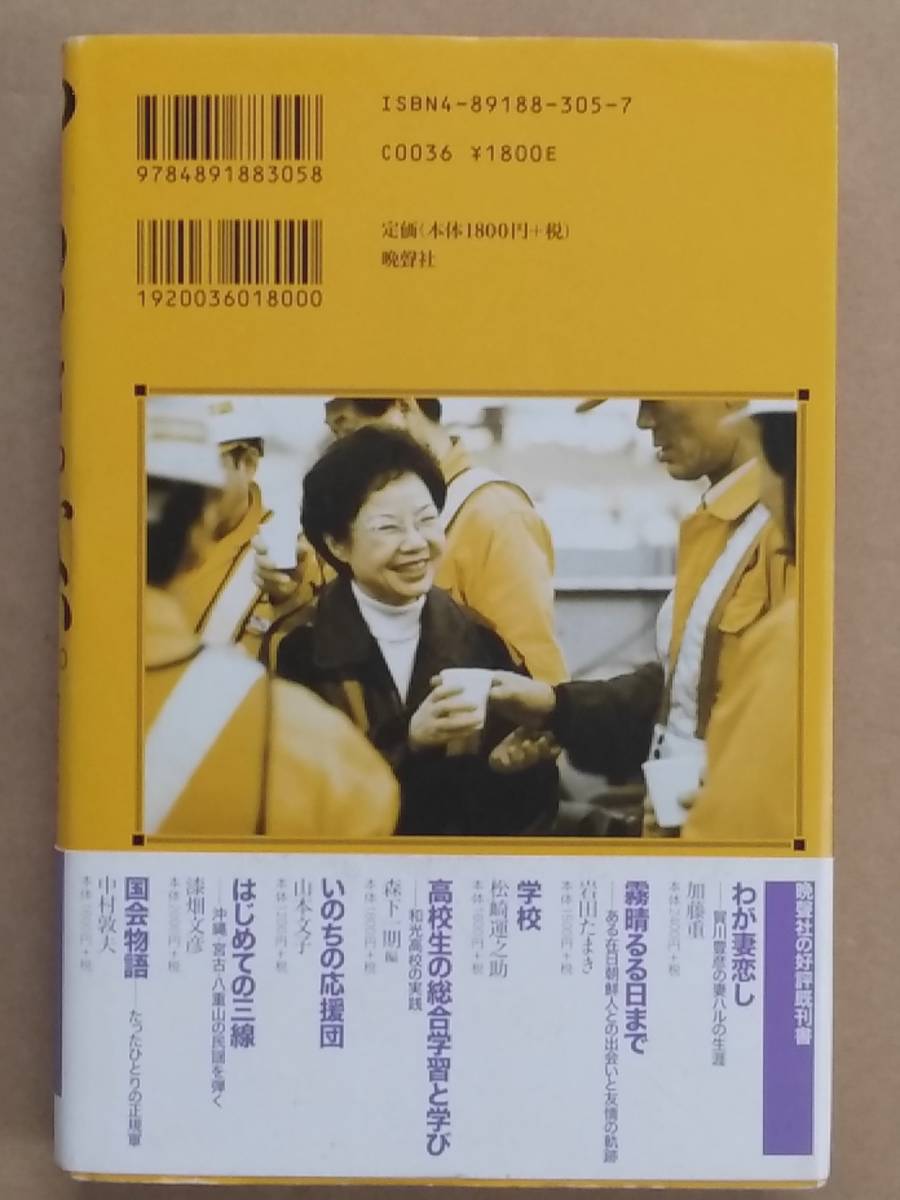 ISBN4-89188-305-7
C0036 ¥1800E
9784891883058
定価(本体1800円+税)
晩聲社
1920036018000
晩聲社の好評既刊書
わが妻恋し
——賀川豊彦の妻ハルの生涯
加藤重
霧晴るる日まで
——ある在日朝鮮人との出会いと友情の軌跡
岩田たまき
学校
松崎運之助
高校生の総合学習と学び
——和光高校の実践
森下一期 編
いのちの応援団
山本文子
はじめての三線
——沖縄、宮古・八重山の民謡を弾く
漆畑文彦
国会物語——たったひとりの正規軍
中村敦夫